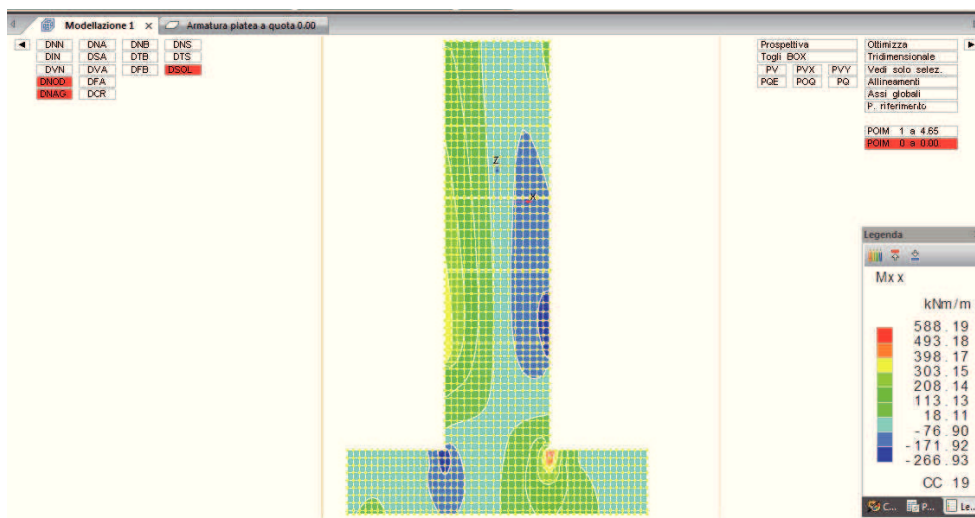 Modellazione 1 × Armatura platea a quota 0.00
DNN DNA DNB DNS
DIN DSA DTB DTS
DVN DVA DFB DSOL
DNOD DFA
DNAG DCR
Prospettiva
Togli BOX
PV PVX PVY
PQE POQ PQ
Ottimizza
Tridimensionale
Vedi solo selez.
Allineamenti
Assi globali
P. riferimento
POIM 1 a 4.65
POIM 0 a 0.00
Z
X
Legenda
Mxx
kNm/m
588.19
493.18
398.17
303.15
208.14
113.13
18.11
-76.90
-171.92
-266.93
CC 19
C... P... Le...